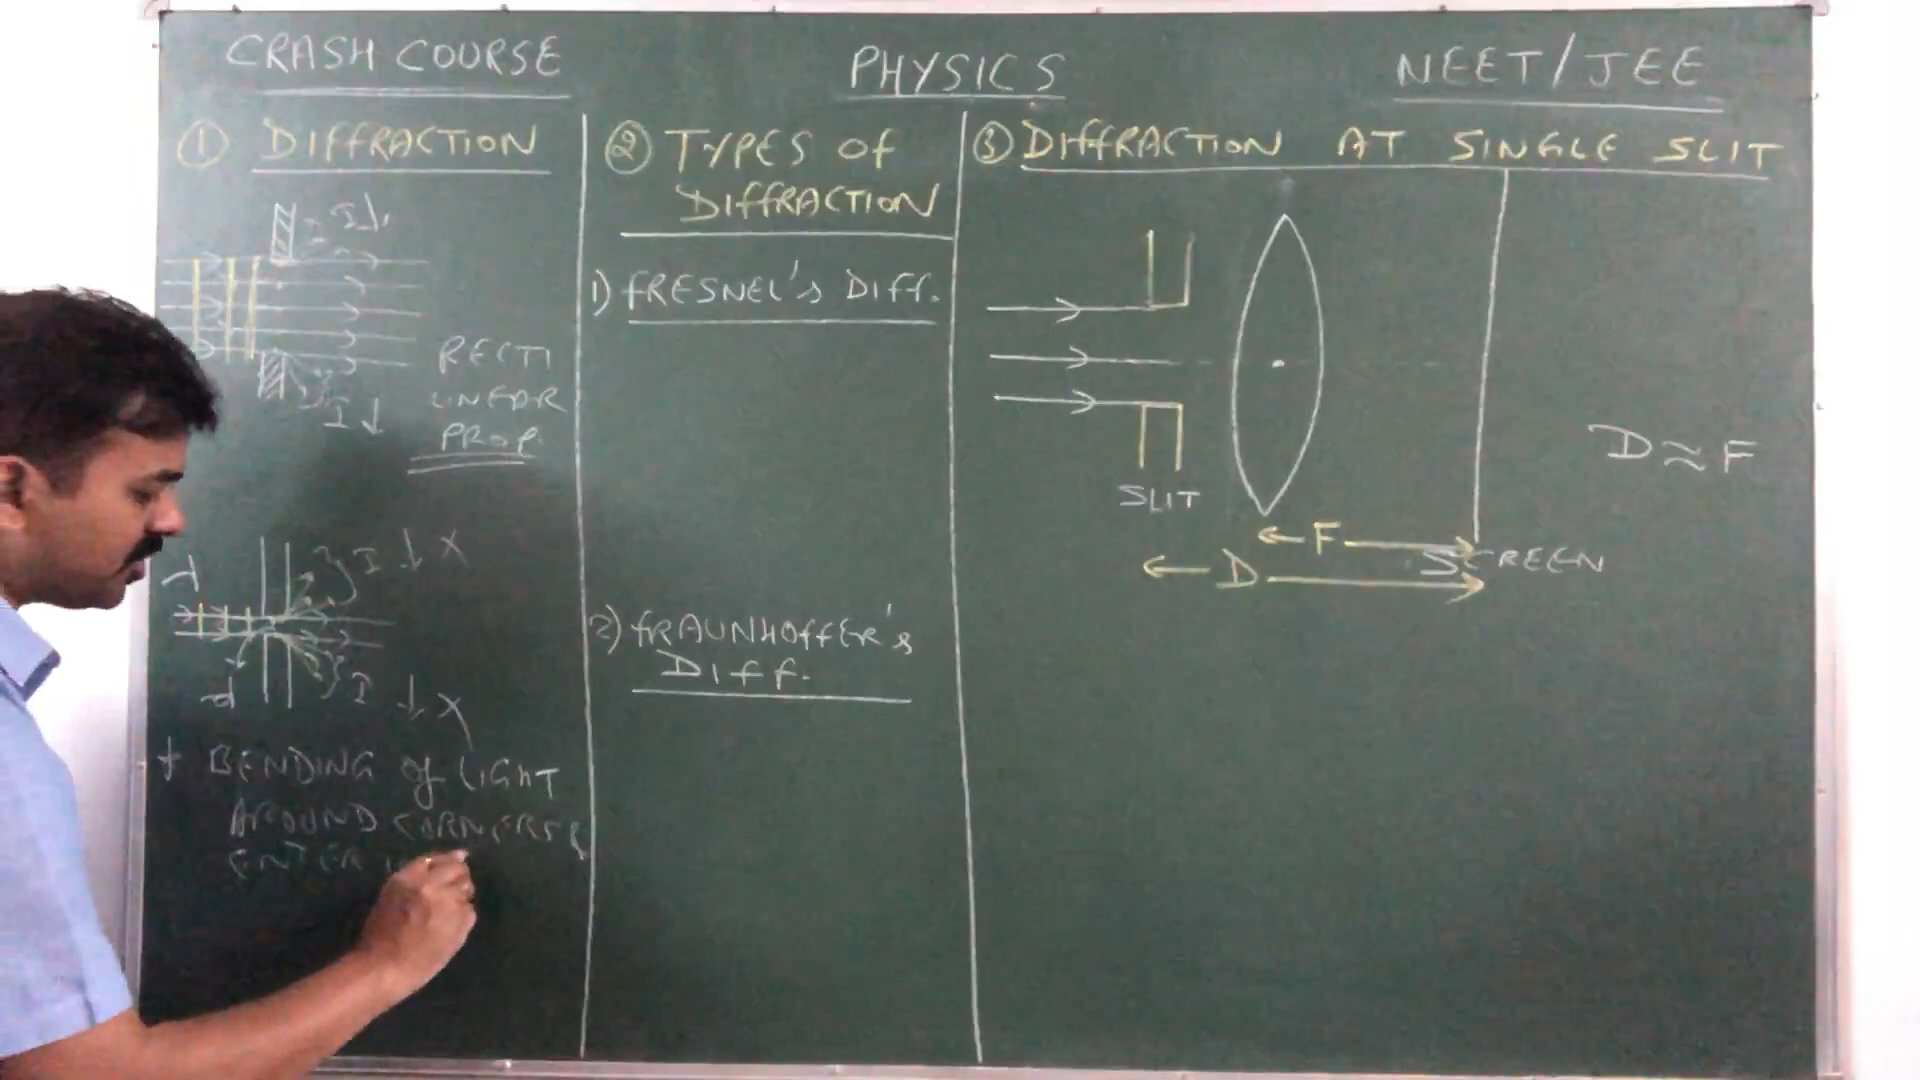 CRASH COURSE
PHYSICS
NEET/JEE
① DIFFRACTION
I↓
RECTI
LINEAR
PROP.
I↓
d
I ↓ X
d
I ↓ X
+ BENDING Of LIGHT
AROUND CORNERS &
ENTER
② TYPES Of
DIffRACTION
1) fRESNEL's DIff.
2) fRAUNHOffER's
DIff.
③ DIffRACTION AT SINGLE SLIT
SLIT
D ≈ F
F
SCREEN
D